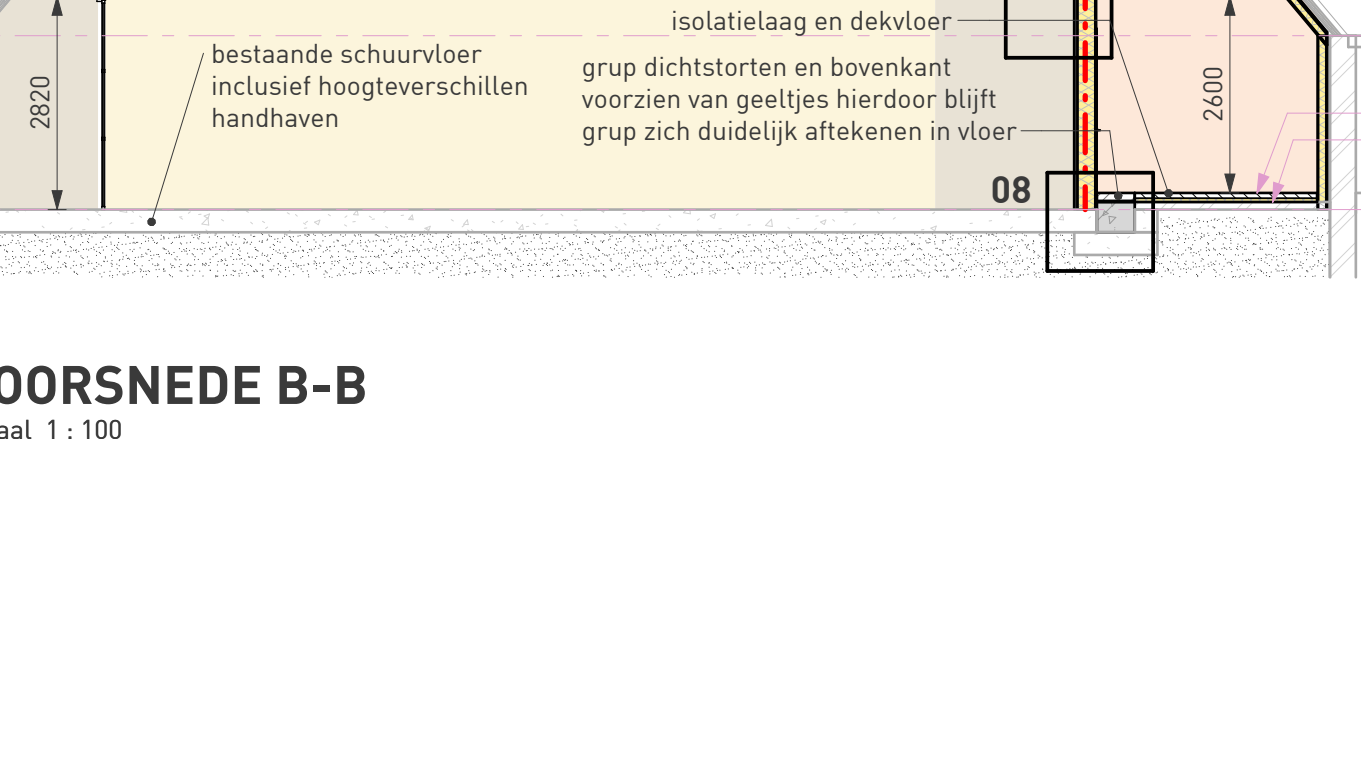 isolatielaag en dekvloer
bestaande schuurvloer
inclusief hoogteverschillen
handhaven
grup dichtstorten en bovenkant
voorzien van geeltjes hierdoor blijft
grup zich duidelijk aftekenen in vloer
2820
2600
08
OORSNEDE B-B
aal 1 : 100